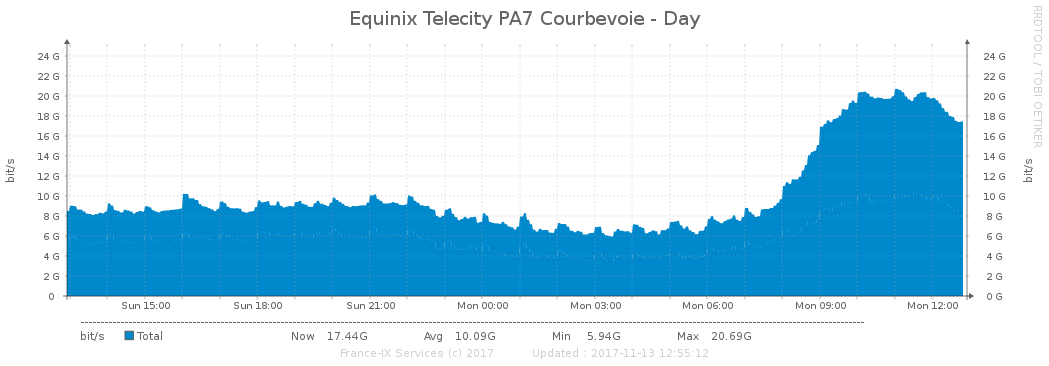 Equinix Telecity PA7 Courbevoie - Day
RRDTOOL / TOBI OETIKER
bit/s
24 G 24 G
22 G 22 G
20 G 20 G
18 G 18 G
16 G 16 G
14 G 14 G
12 G 12 G
10 G 10 G
8 G 8 G
6 G 6 G
4 G 4 G
2 G 2 G
0 0 G
bit/s
Sun 15:00 Sun 18:00 Sun 21:00 Mon 00:00 Mon 03:00 Mon 06:00 Mon 09:00 Mon 12:00
bit/s Total Now 17.44G Avg 10.09G Min 5.94G Max 20.69G
France-IX Services (c) 2017 Updated : 2017-11-13 12:55:12